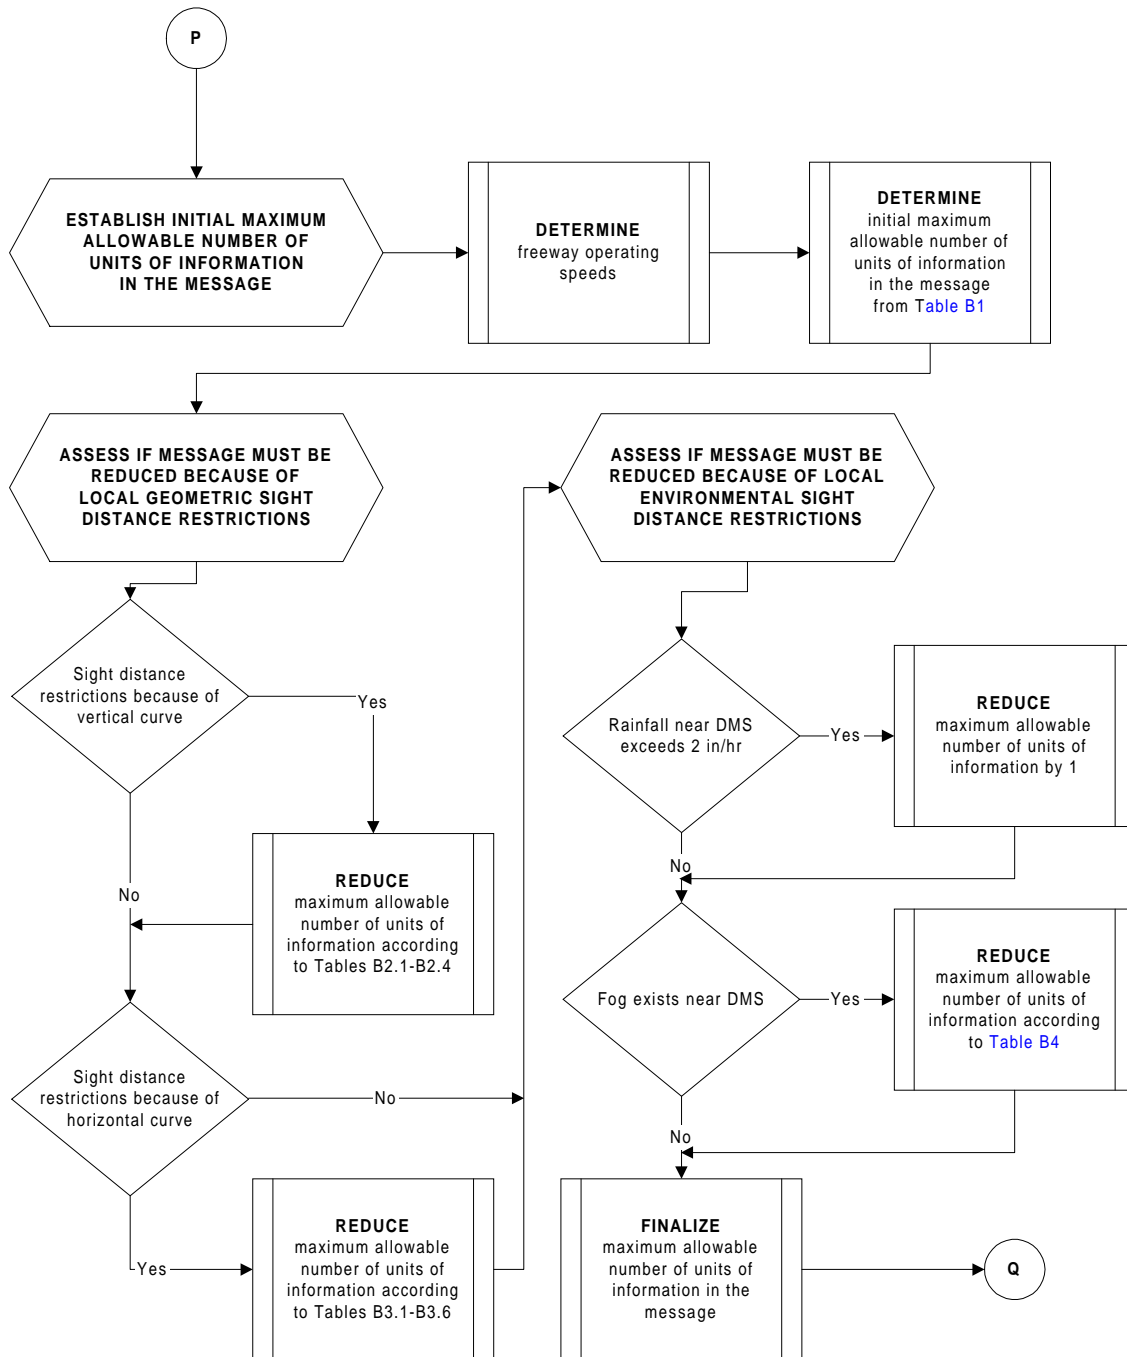 P
ESTABLISH INITIAL MAXIMUM
ALLOWABLE NUMBER OF
UNITS OF INFORMATION
IN THE MESSAGE
DETERMINE
freeway operating
speeds
DETERMINE
initial maximum
allowable number of
units of information
in the message
from Table B1
ASSESS IF MESSAGE MUST BE
REDUCED BECAUSE OF
LOCAL GEOMETRIC SIGHT
DISTANCE RESTRICTIONS
ASSESS IF MESSAGE MUST BE
REDUCED BECAUSE OF LOCAL
ENVIRONMENTAL SIGHT
DISTANCE RESTRICTIONS
Sight distance
restrictions because of
vertical curve
Yes
No
REDUCE
maximum allowable
number of units of
information according
to Tables B2.1-B2.4
Sight distance
restrictions because of
horizontal curve
No
Yes
REDUCE
maximum allowable
number of units of
information according
to Tables B3.1-B3.6
Rainfall near DMS
exceeds 2 in/hr
Yes
REDUCE
maximum allowable
number of units of
information by 1
No
Fog exists near DMS
Yes
REDUCE
maximum allowable
number of units of
information according
to Table B4
No
FINALIZE
maximum allowable
number of units of
information in the
message
Q